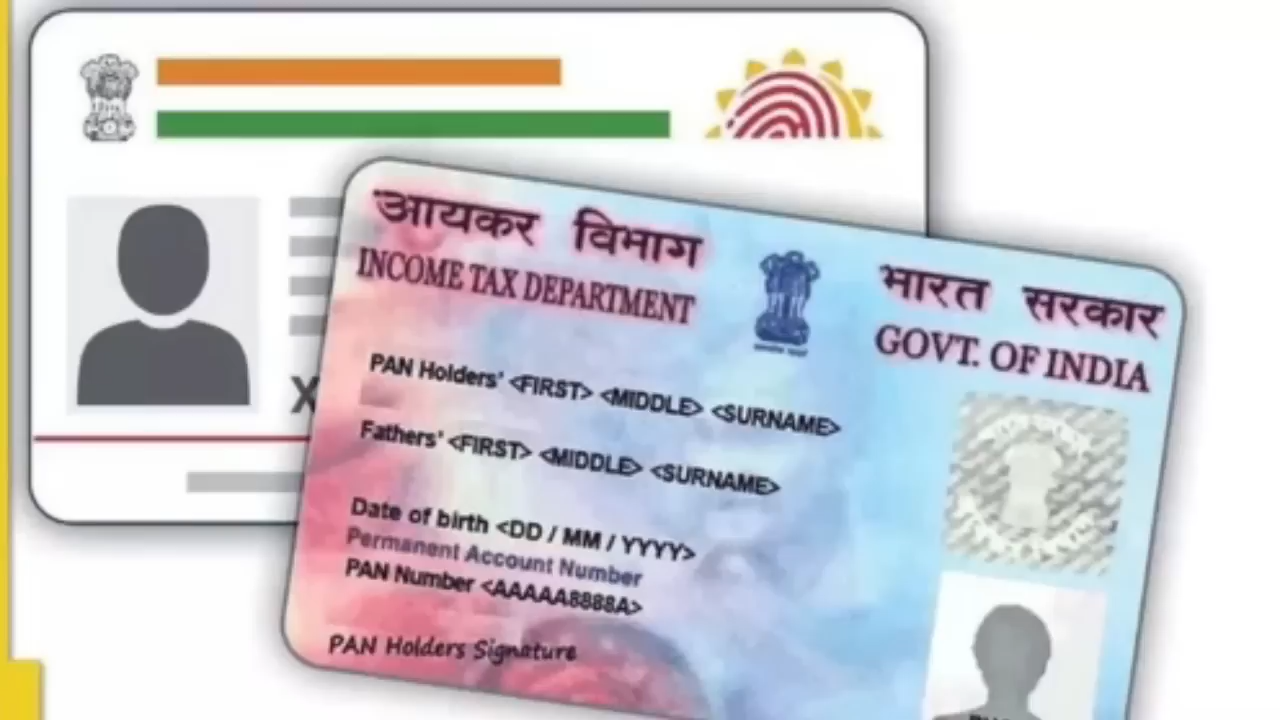 आयकर विभाग
INCOME TAX DEPARTMENT
भारत सरकार
GOVT. OF INDIA
PAN Holders' <FIRST> <MIDDLE> <SURNAME>
Fathers' <FIRST> <MIDDLE> <SURNAME>
Date of birth <DD / MM / YYYY>
Permanent Account Number
PAN Number <AAAAA8888A>
PAN Holders Signature
X